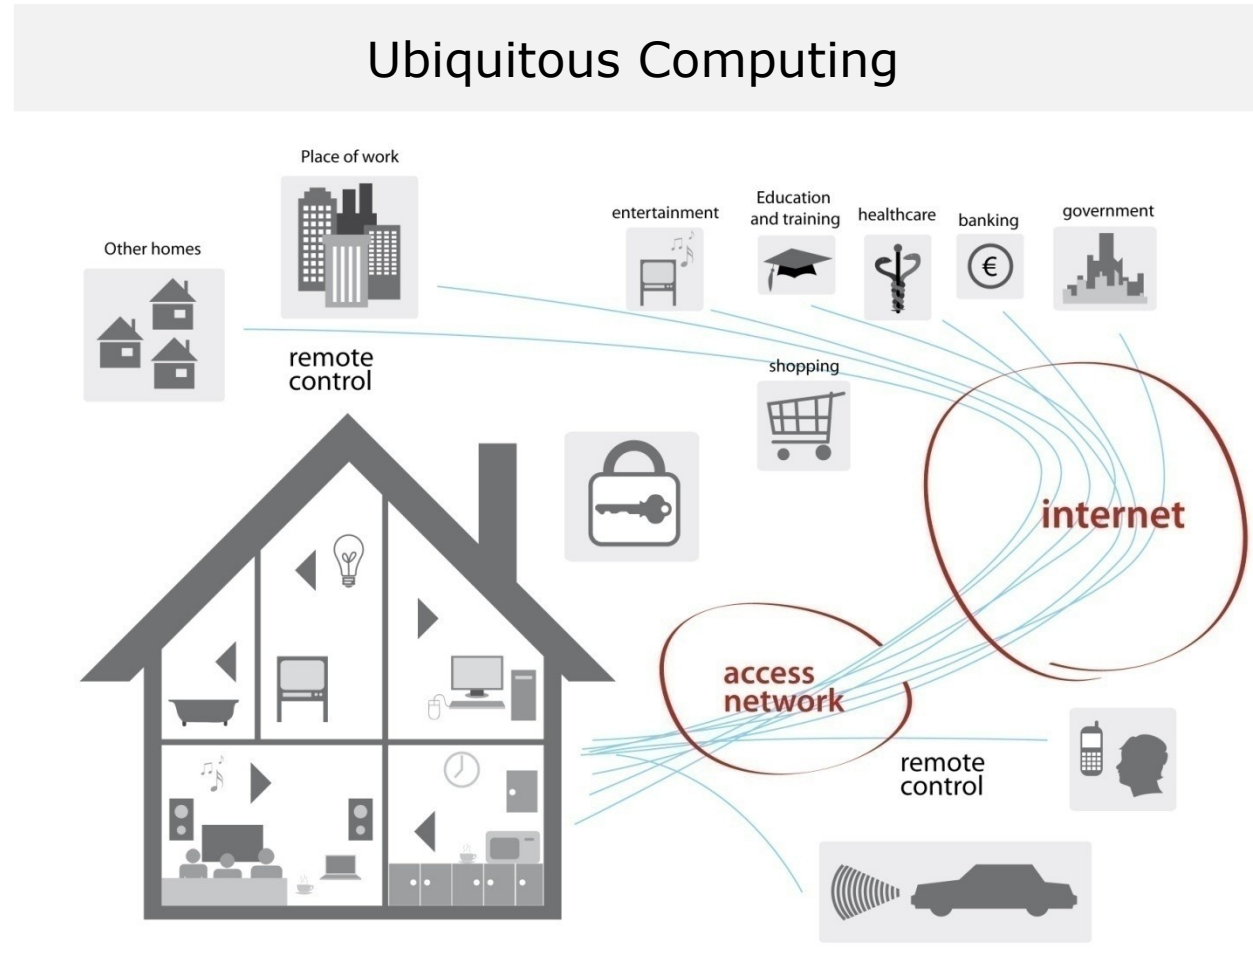 Ubiquitous Computing
Place of work
Other homes
entertainment
Education
and training
healthcare
banking
government
€
remote
control
shopping
internet
access
network
remote
control